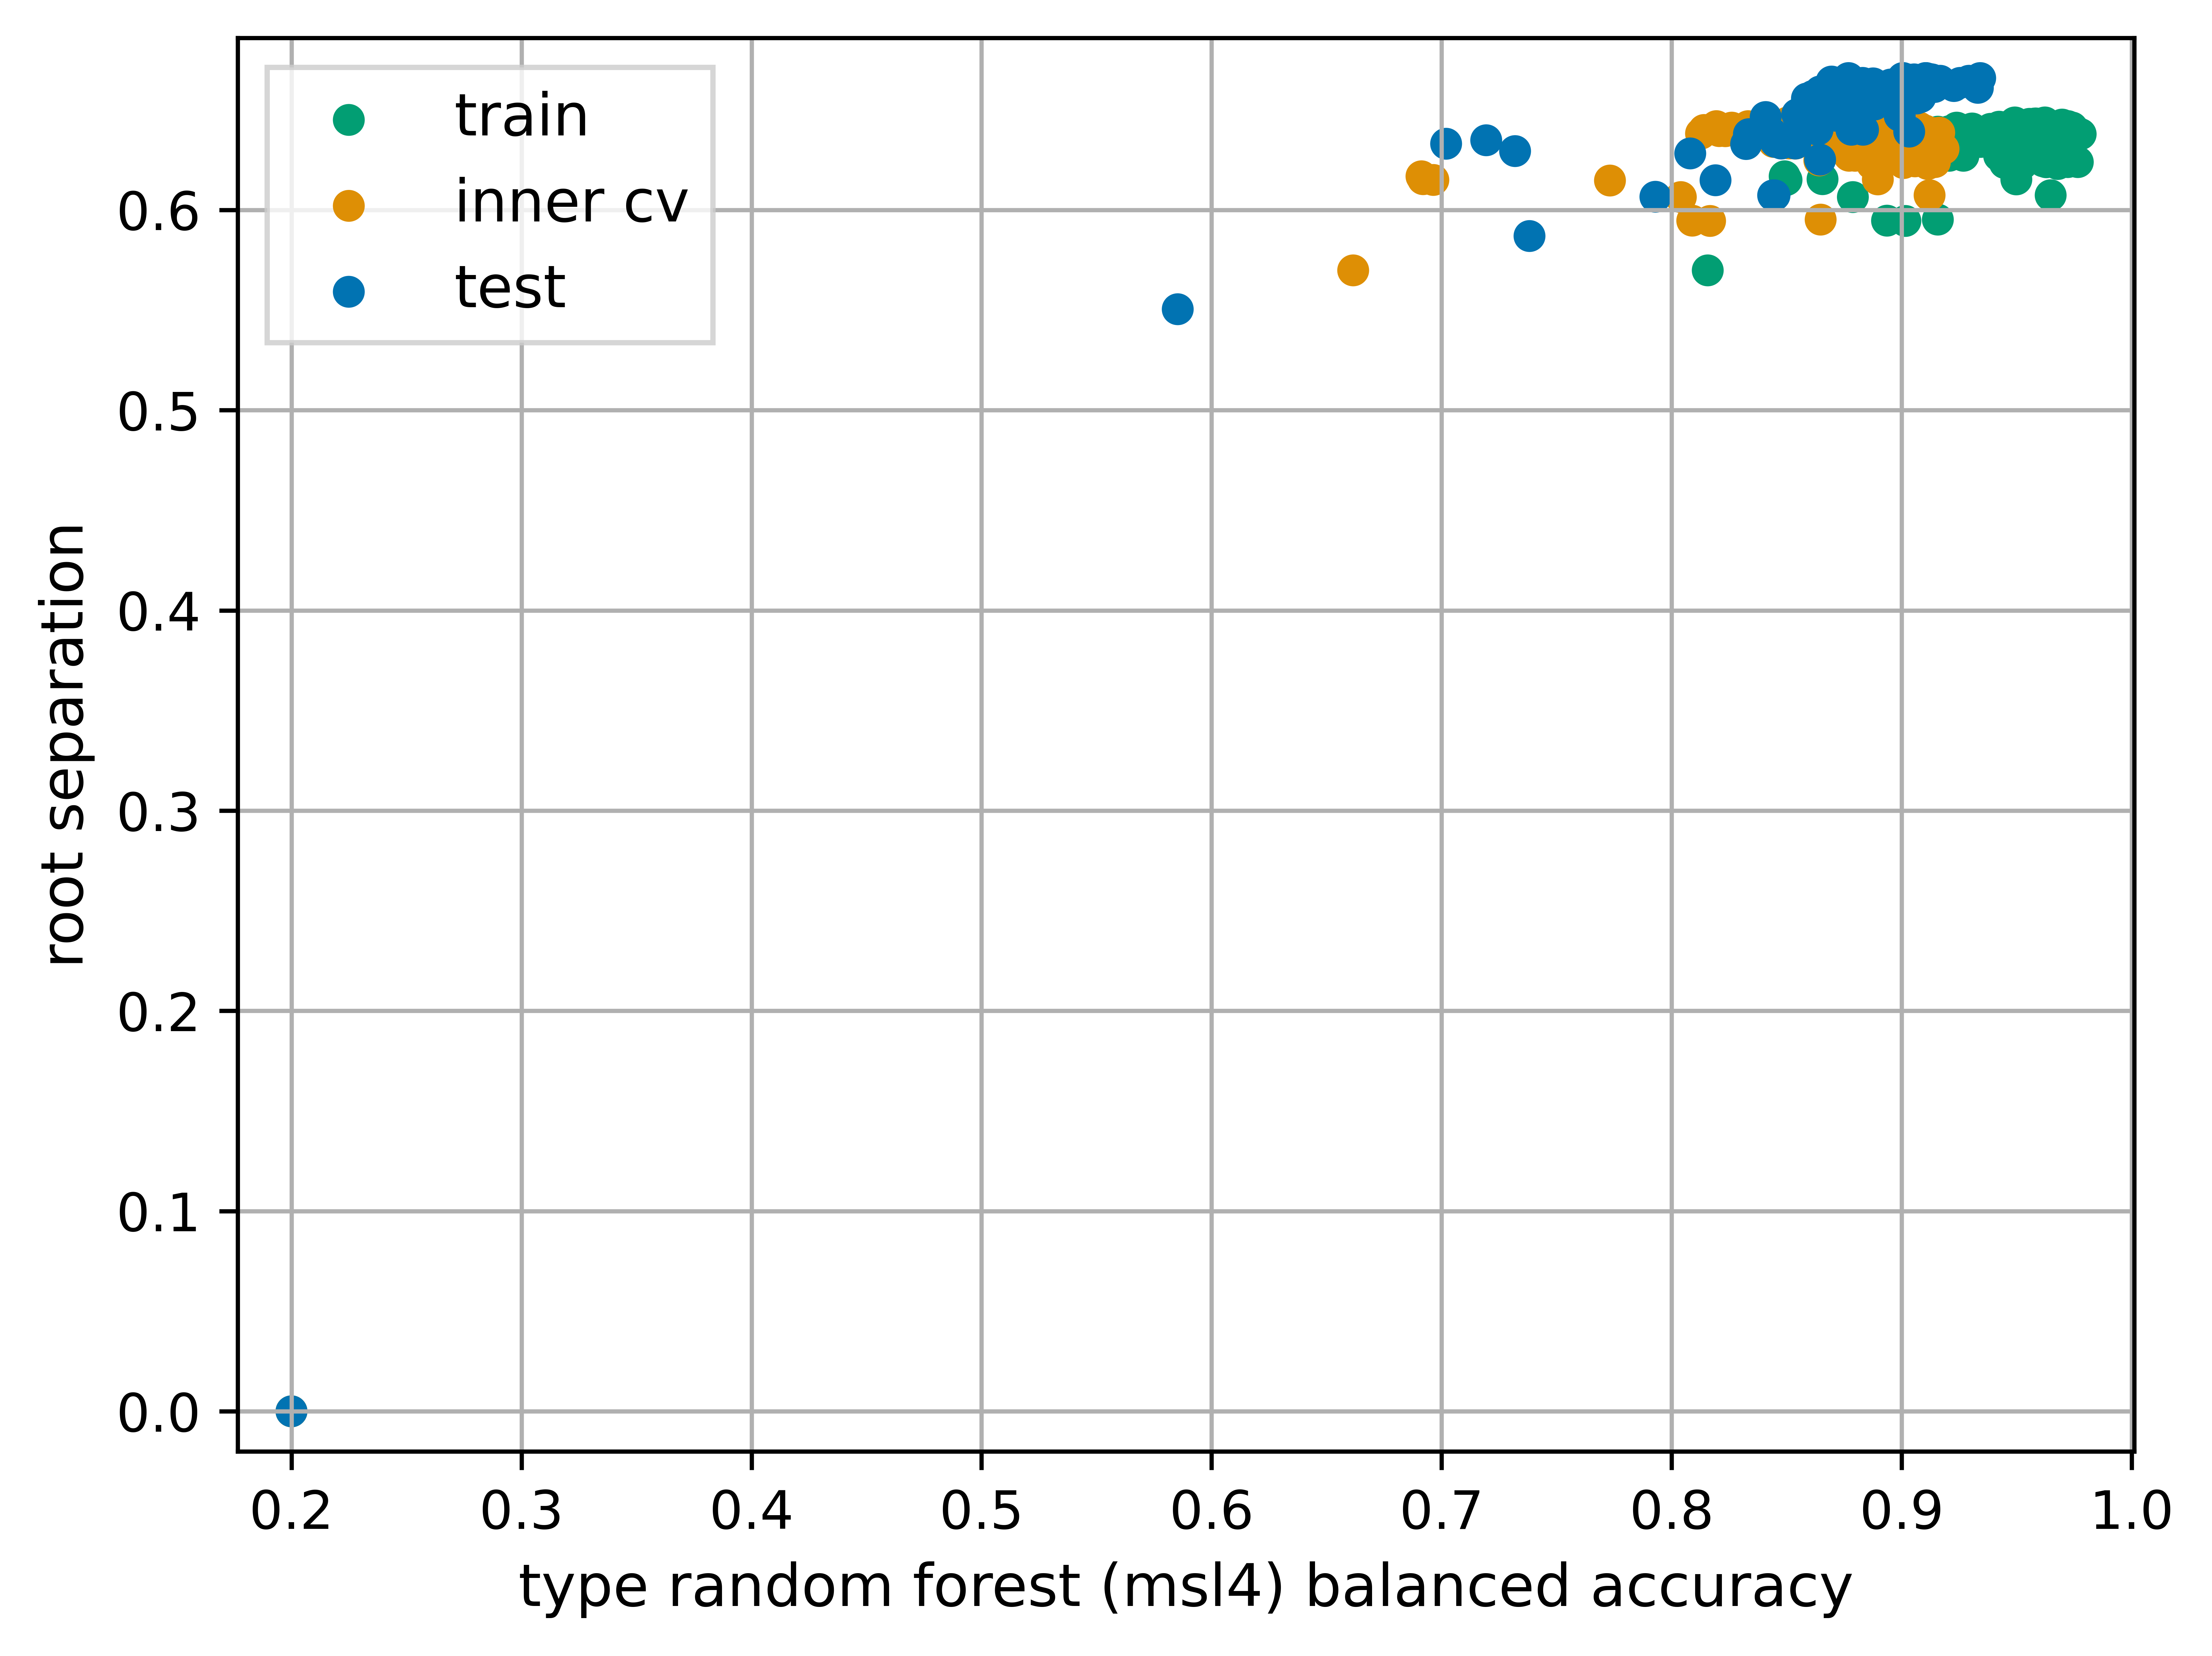 train
inner cv
test
0.6
0.5
0.4
0.3
0.2
0.1
0.0
root separation
0.2 0.3 0.4 0.5 0.6 0.7 0.8 0.9 1.0
type random forest (msl4) balanced accuracy